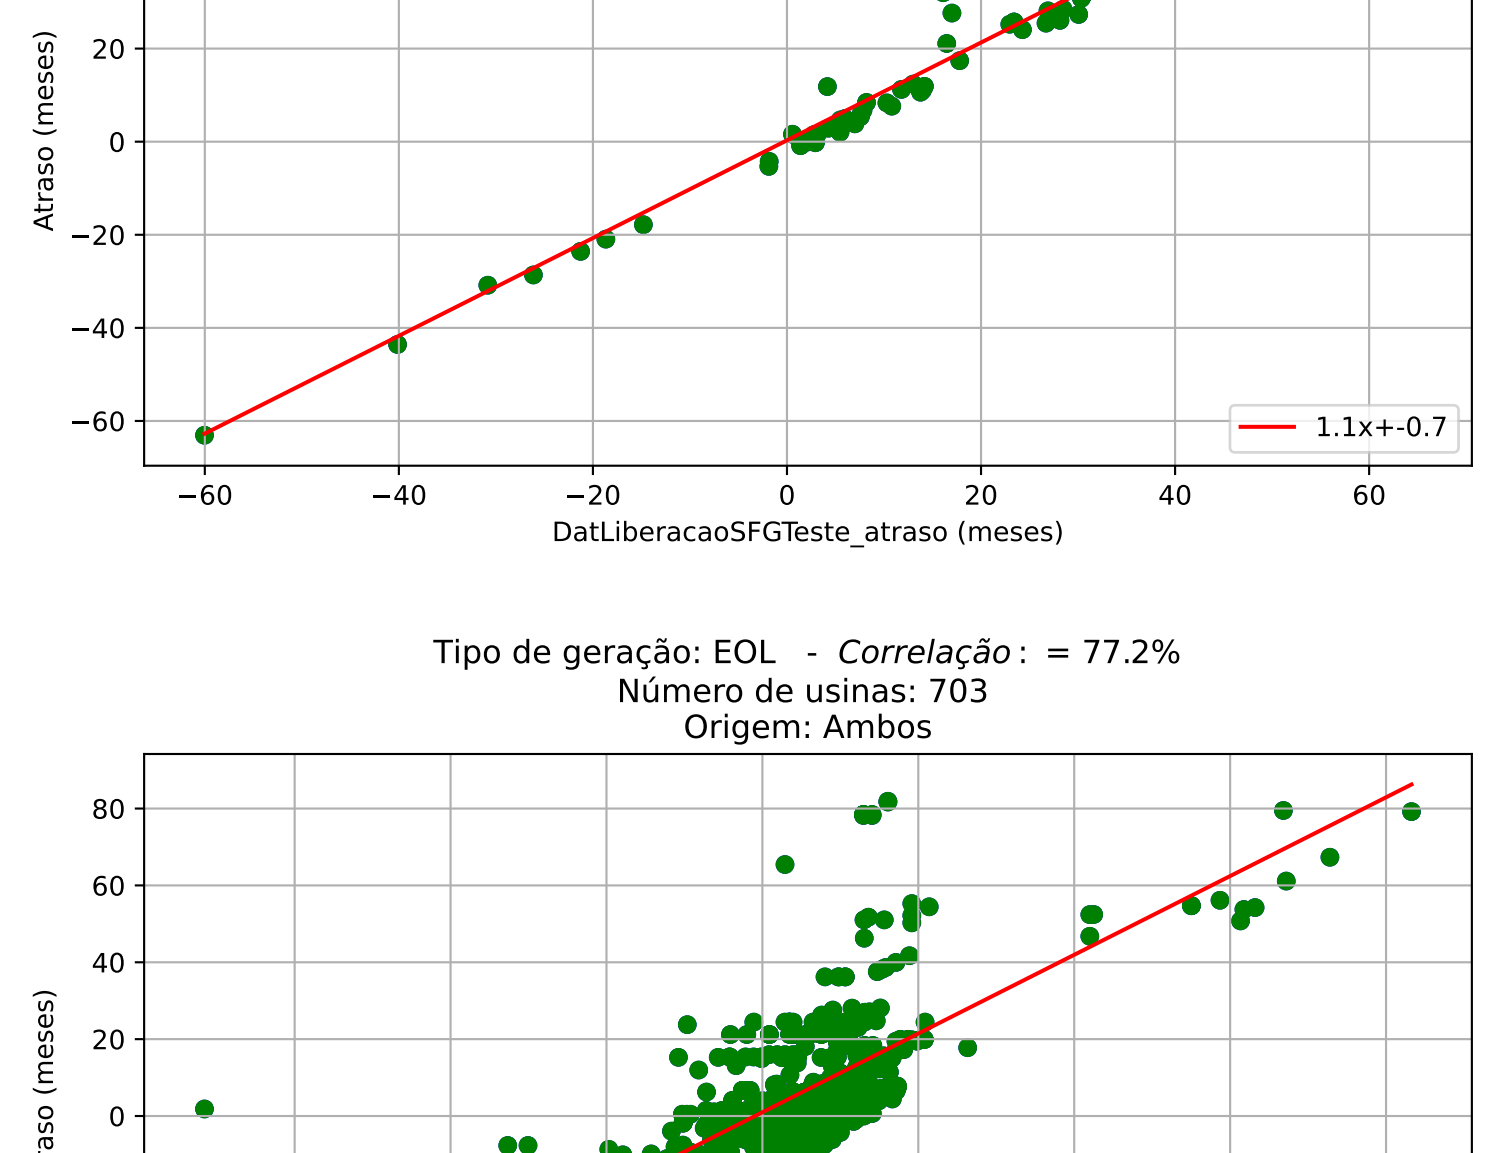 20
0
−20
−40
−60
Atraso (meses)
1.1x+-0.7
−60 −40 −20 0 20 40 60
DatLiberacaoSFGTeste_atraso (meses)
Tipo de geração: EOL - Correlação : = 77.2%
Número de usinas: 703
Origem: Ambos
80
60
40
20
0
raso (meses)